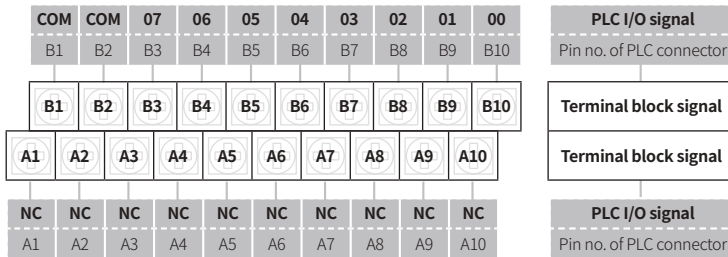 COM COM 07 06 05 04 03 02 01 00 PLC I/O signal
B1 B2 B3 B4 B5 B6 B7 B8 B9 B10 Pin no. of PLC connector
B1 B2 B3 B4 B5 B6 B7 B8 B9 B10 Terminal block signal
A1 A2 A3 A4 A5 A6 A7 A8 A9 A10 Terminal block signal
NC NC NC NC NC NC NC NC NC NC PLC I/O signal
A1 A2 A3 A4 A5 A6 A7 A8 A9 A10 Pin no. of PLC connector